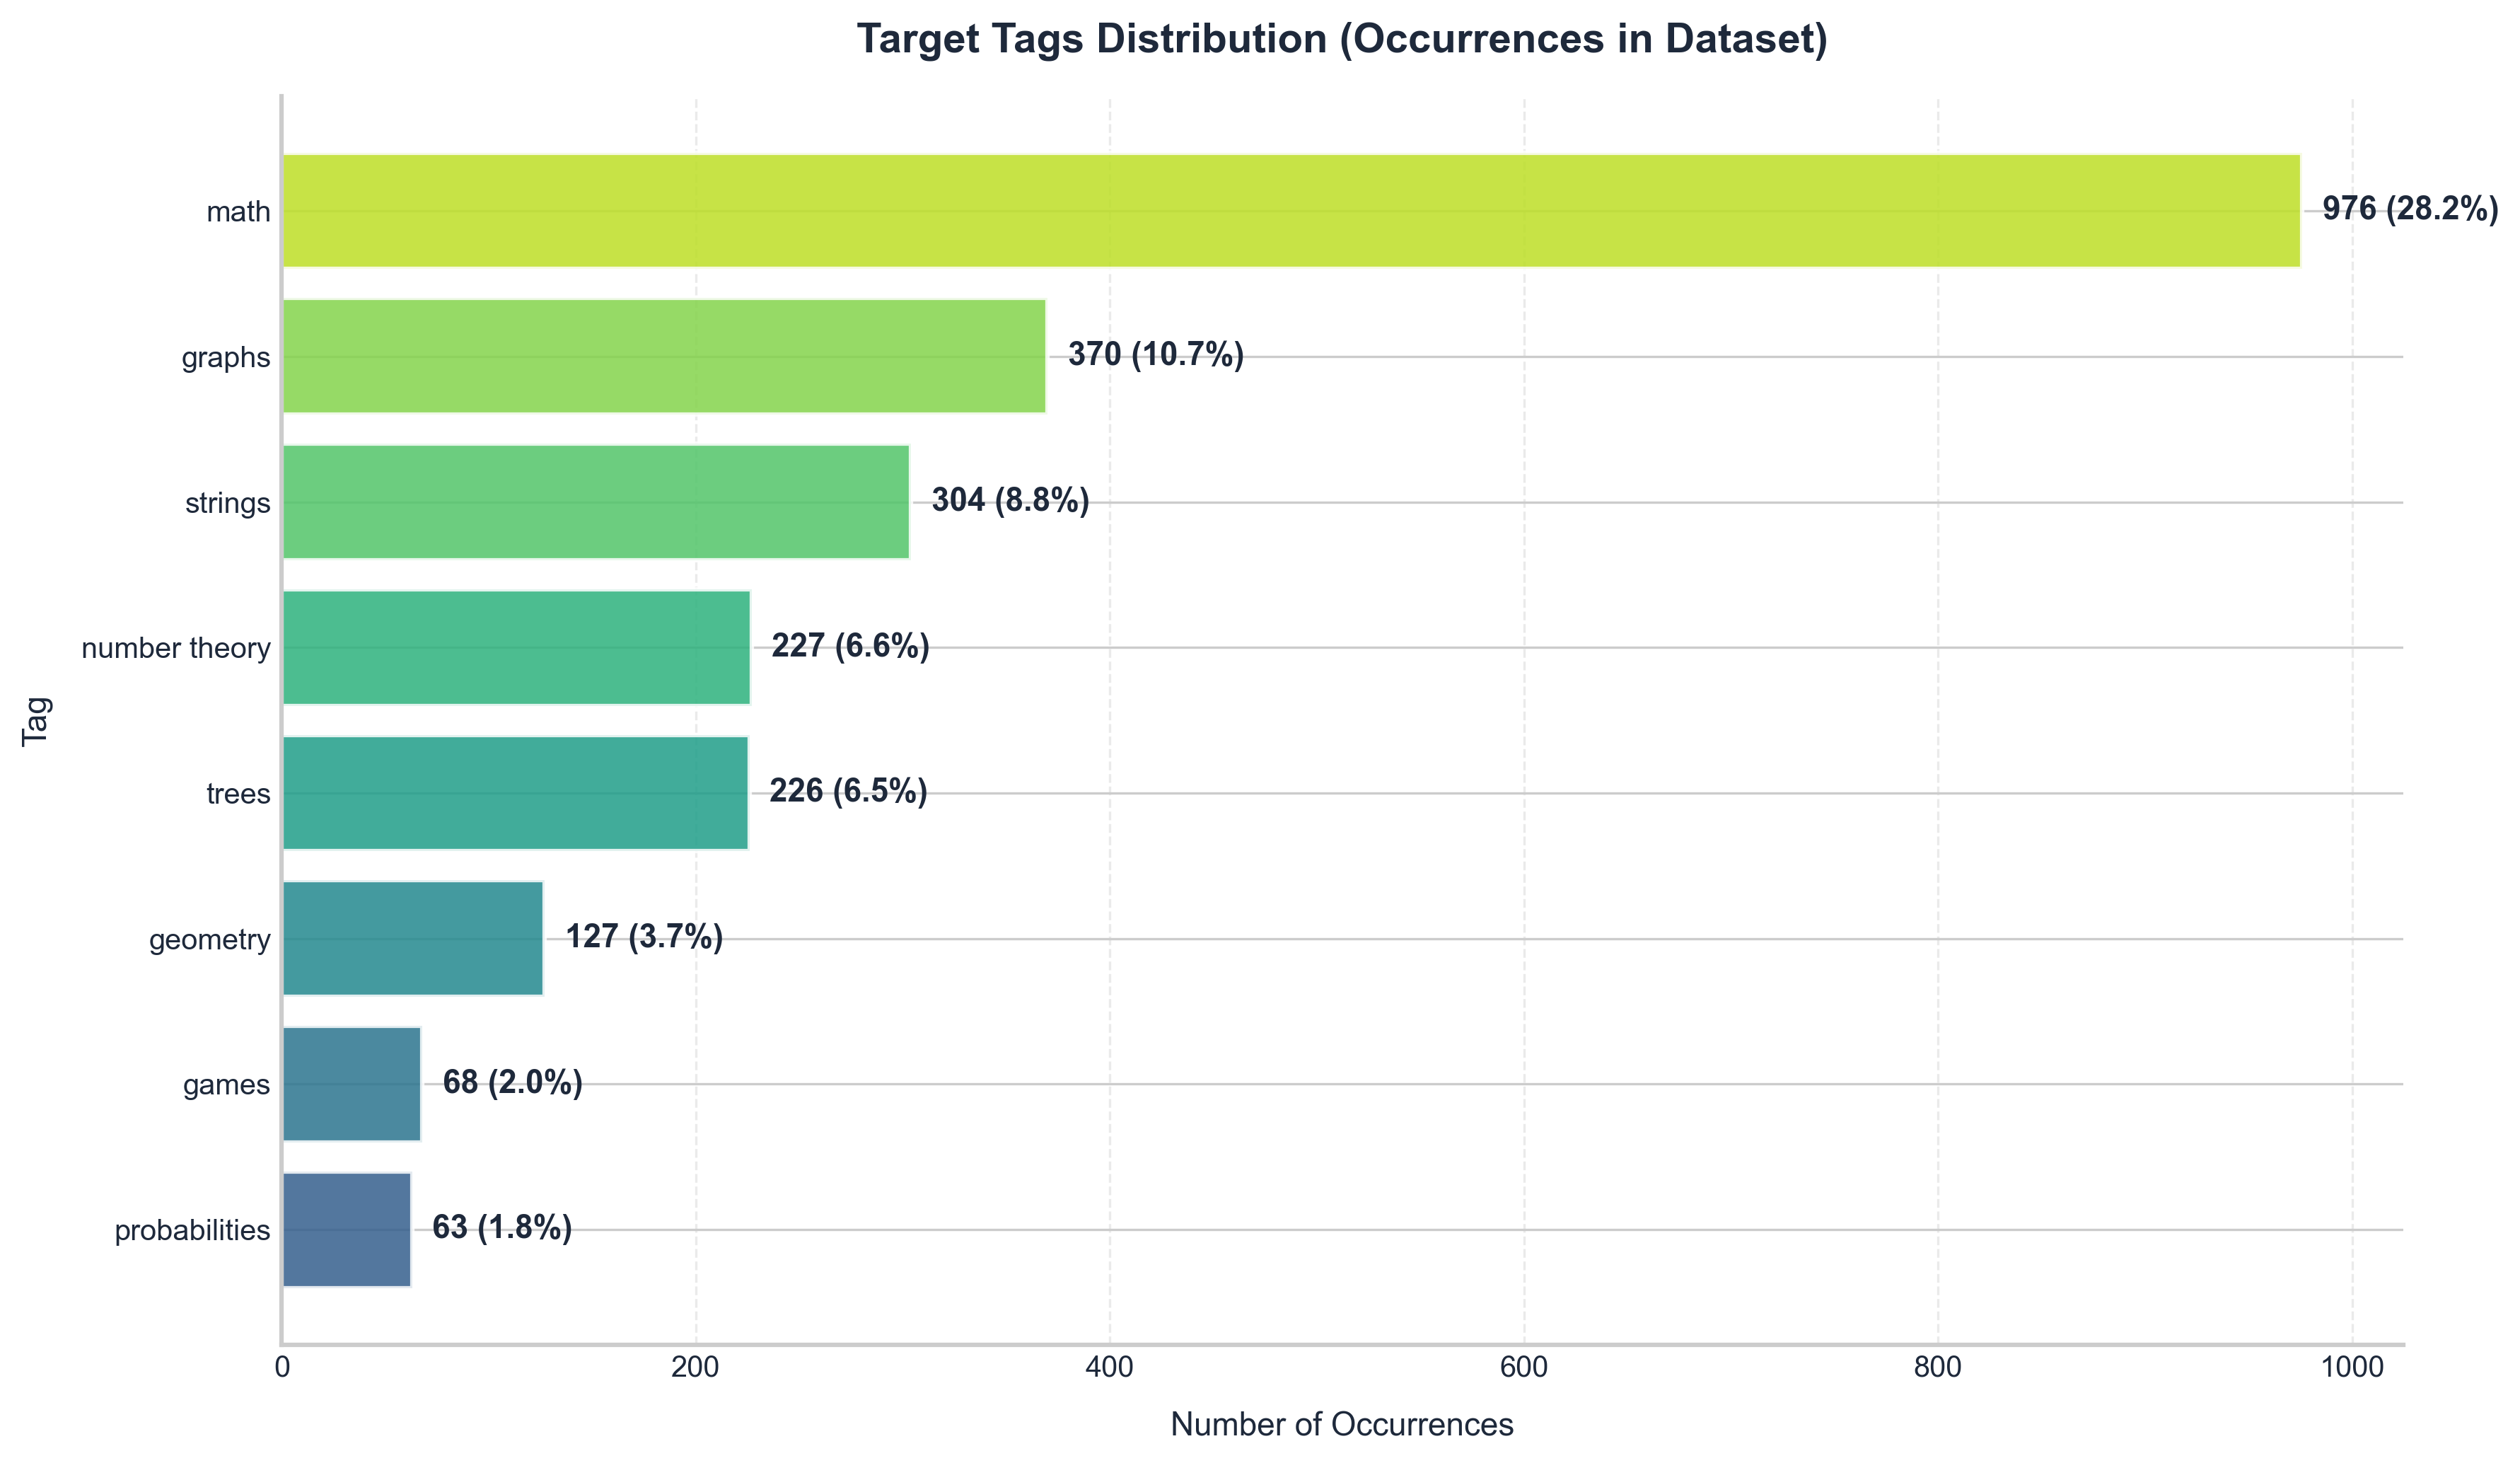 Target Tags Distribution (Occurrences in Dataset)
math
976 (28.2%)
graphs
370 (10.7%)
strings
304 (8.8%)
number theory
227 (6.6%)
trees
226 (6.5%)
geometry
127 (3.7%)
games
68 (2.0%)
probabilities
63 (1.8%)
Tag
0 200 400 600 800 1000
Number of Occurrences